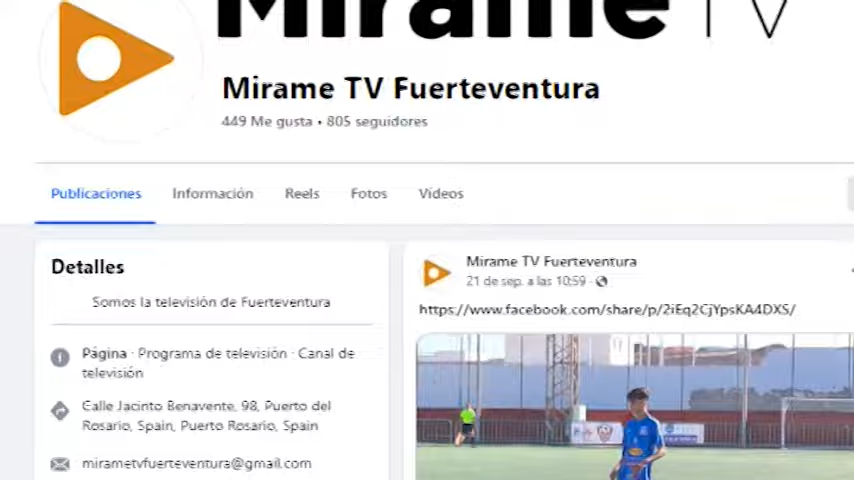 Mirame TV
Mirame TV Fuerteventura
449 Me gusta • 805 seguidores
Publicaciones Información Reels Fotos Vídeos
Detalles
Somos la televisión de Fuerteventura
Página · Programa de televisión · Canal de
televisión
Calle Jacinto Benavente, 98, Puerto del
Rosario, Spain, Puerto Rosario, Spain
mirametvfuerteventura@gmail.com
Mirame TV Fuerteventura
21 de sep. a las 10:59 ·
https://www.facebook.com/share/p/2iEq2CjYpsKA4DXS/